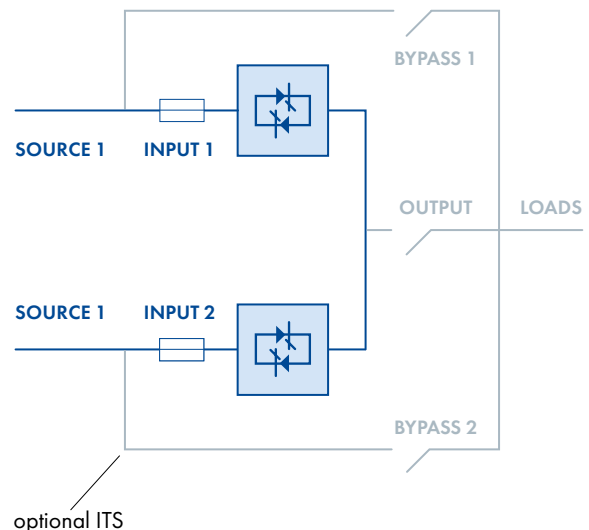 BYPASS 1
SOURCE 1 INPUT 1
OUTPUT LOADS
SOURCE 1 INPUT 2
BYPASS 2
optional ITS